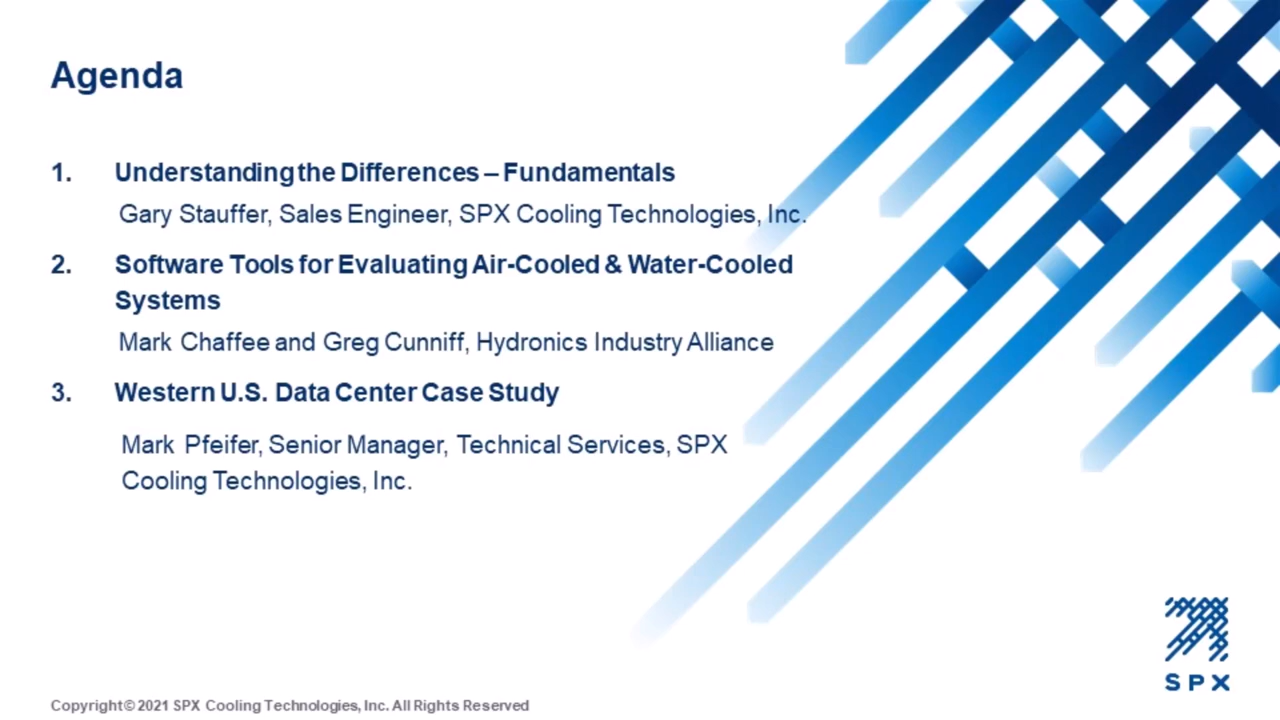 Agenda
1. Understanding the Differences – Fundamentals
Gary Stauffer, Sales Engineer, SPX Cooling Technologies, Inc.
2. Software Tools for Evaluating Air-Cooled & Water-Cooled
Systems
Mark Chaffee and Greg Cunniff, Hydronics Industry Alliance
3. Western U.S. Data Center Case Study
Mark Pfeifer, Senior Manager, Technical Services, SPX
Cooling Technologies, Inc.
SPX
Copyright© 2021 SPX Cooling Technologies, Inc. All Rights Reserved